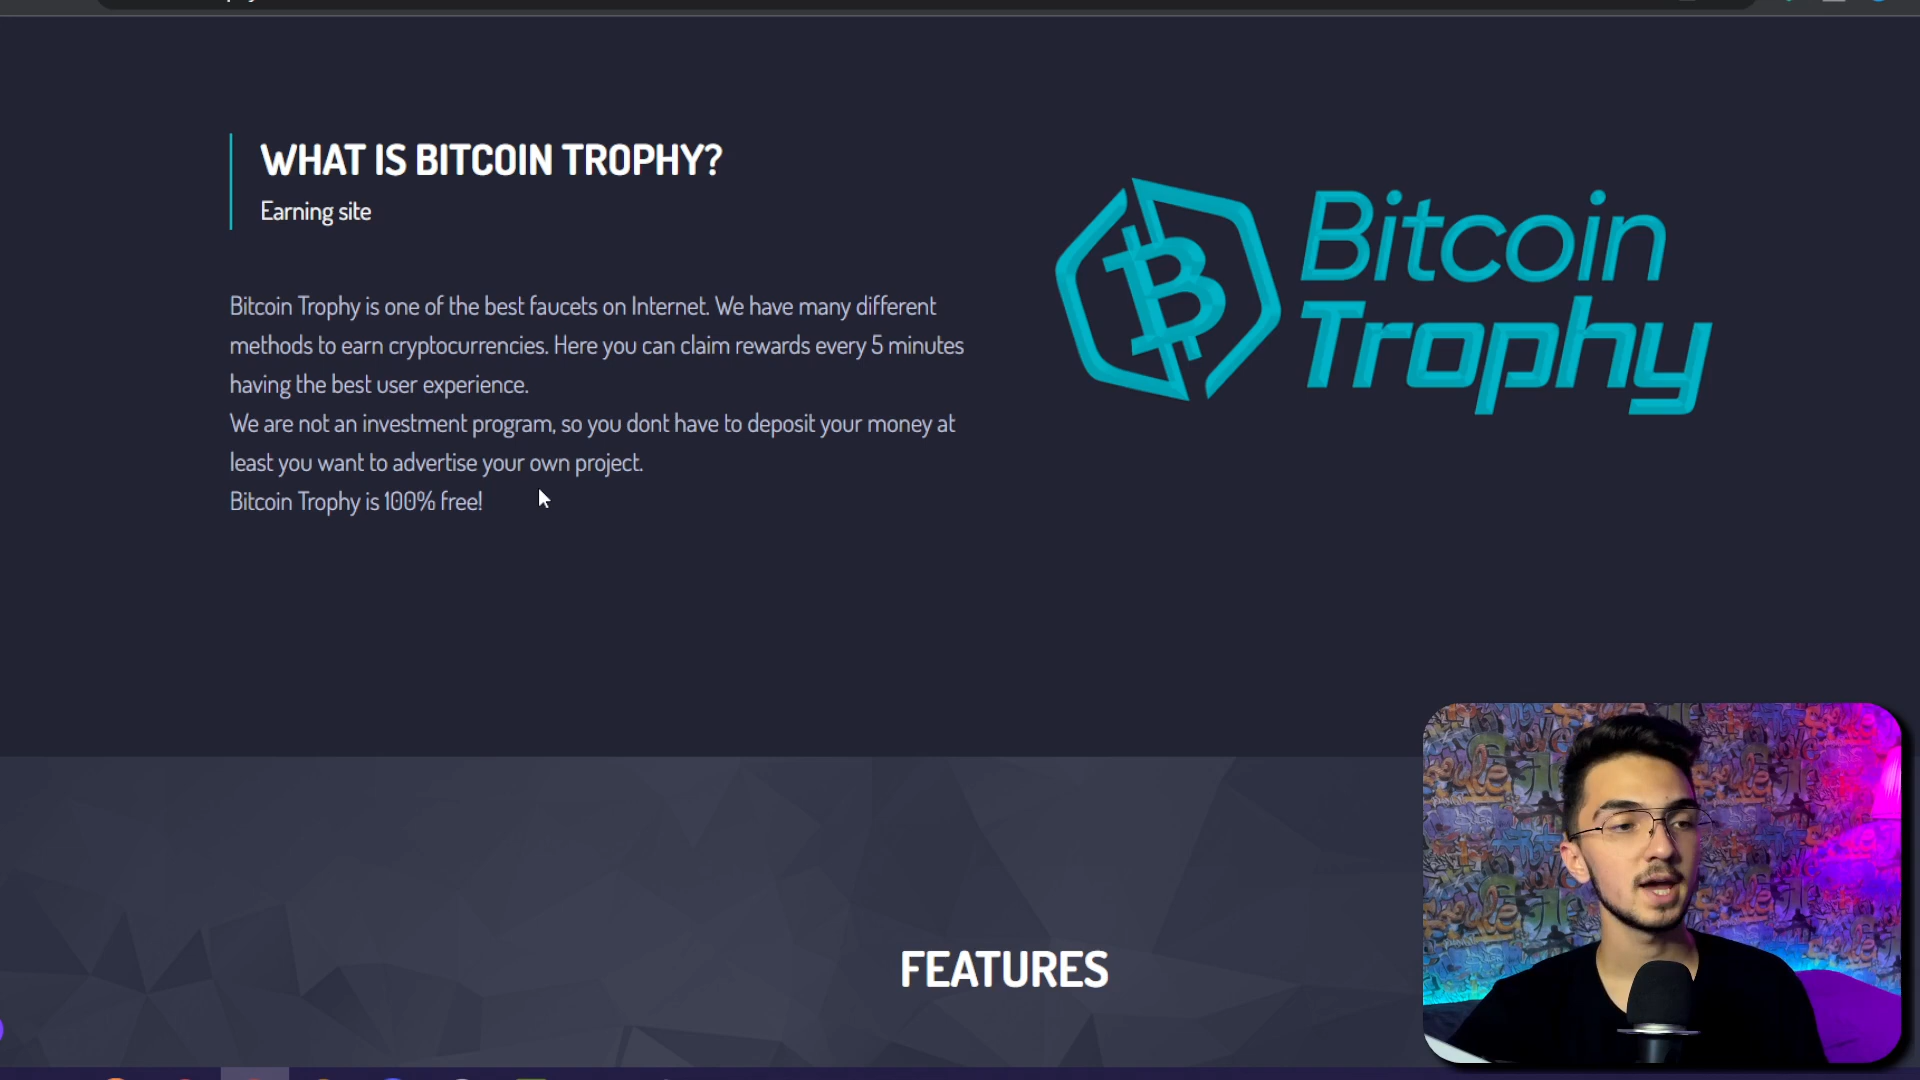 WHAT IS BITCOIN TROPHY?
Earning site
Bitcoin Trophy is one of the best faucets on Internet. We have many different
methods to earn cryptocurrencies. Here you can claim rewards every 5 minutes
having the best user experience.
We are not an investment program, so you dont have to deposit your money at
least you want to advertise your own project.
Bitcoin Trophy is 100% free!
Bitcoin
Trophy
FEATURES